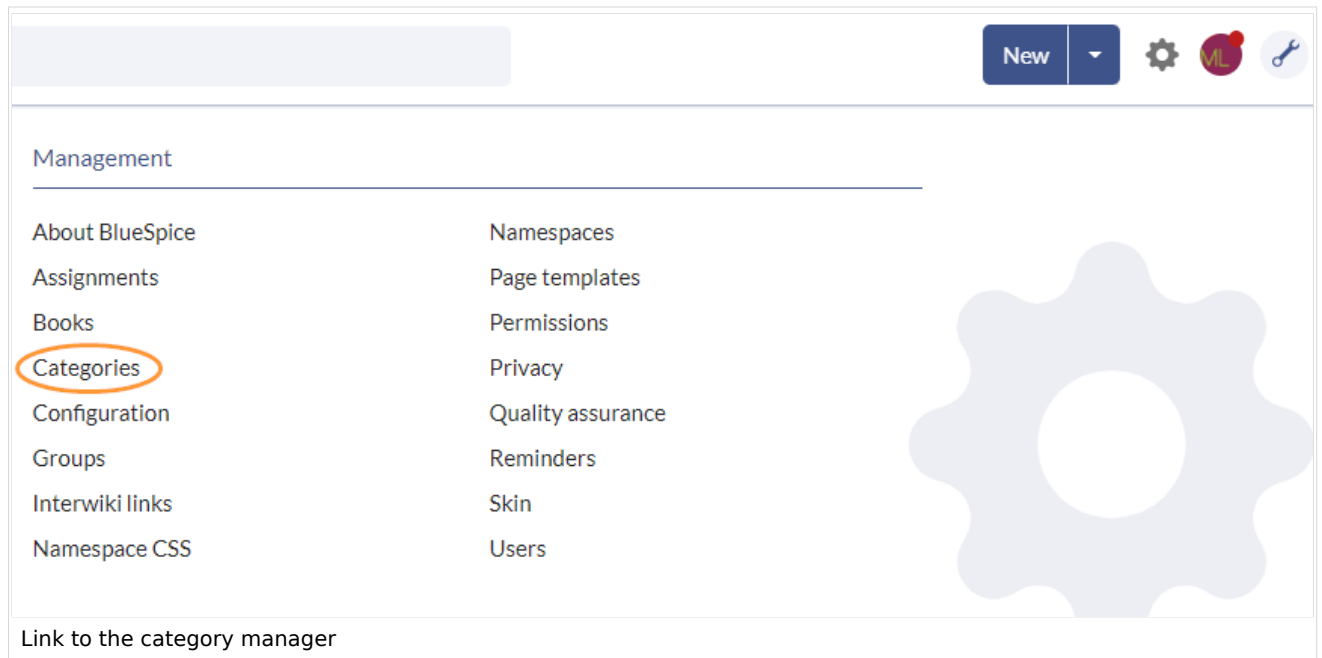 New
ML
Management
About BlueSpice
Assignments
Books
Categories
Configuration
Groups
Interwiki links
Namespace CSS
Namespaces
Page templates
Permissions
Privacy
Quality assurance
Reminders
Skin
Users
Link to the category manager